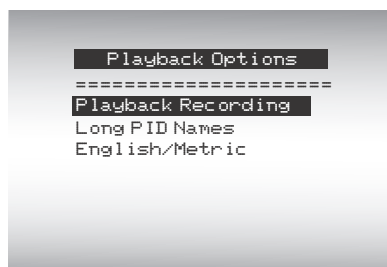 Playback Options
=====================
Playback Recording
Long PID Names
English/Metric